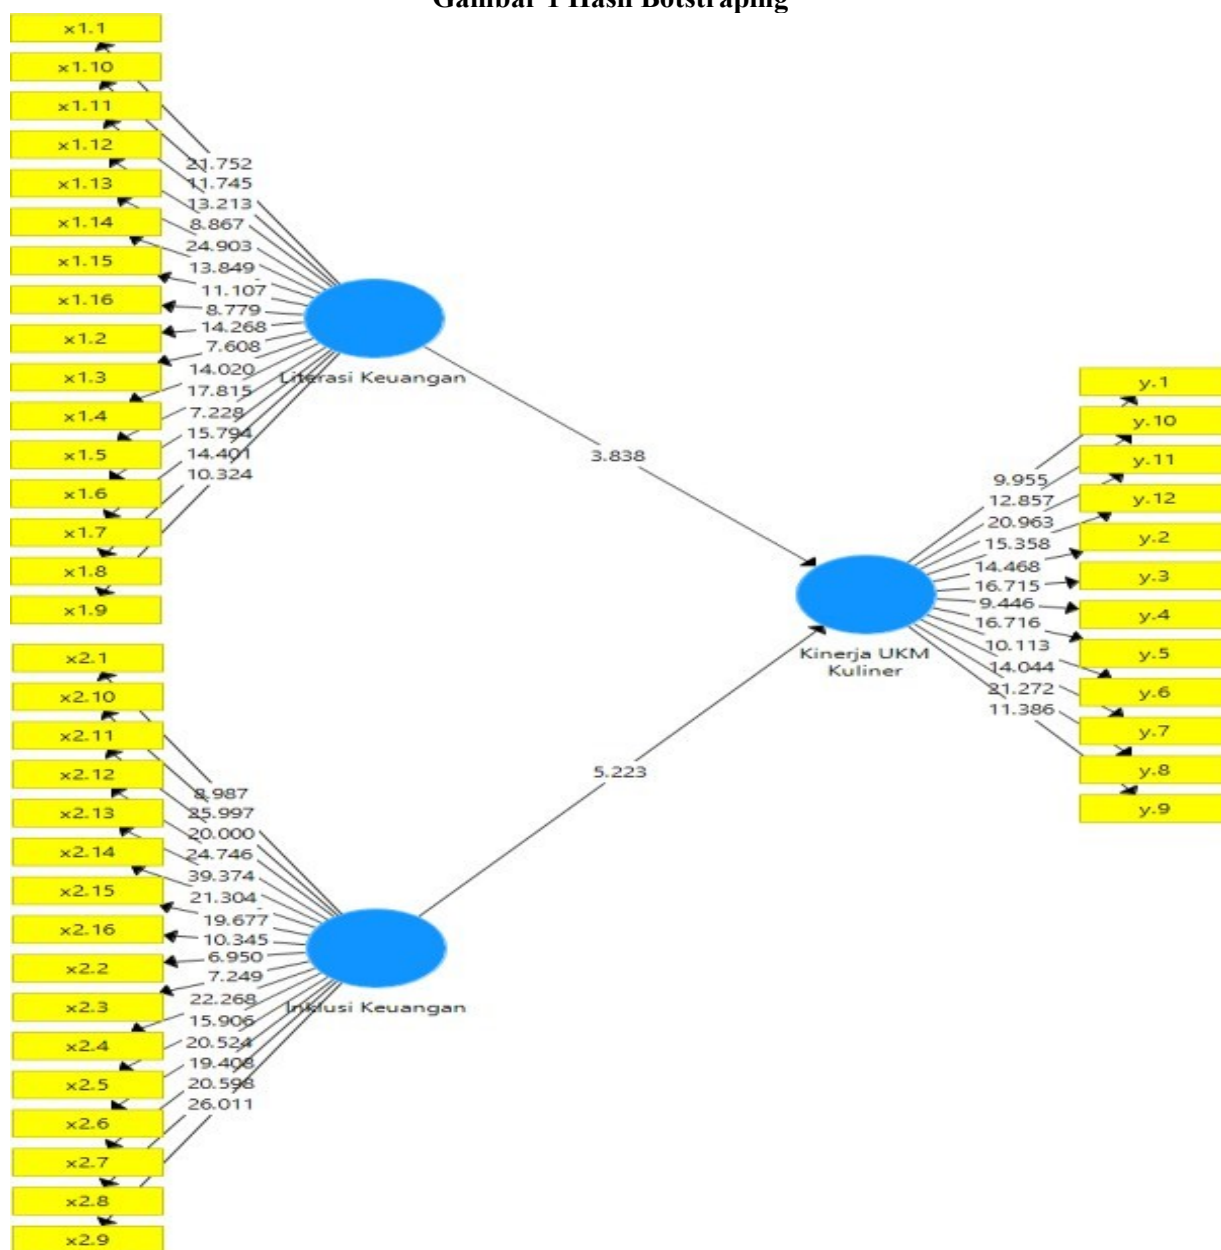 Gambar 1 Hasil Botstraping
x1.1
x1.10
x1.11
x1.12
x1.13
x1.14
x1.15
x1.16
x1.2
x1.3
x1.4
x1.5
x1.6
x1.7
x1.8
x1.9
21.752
11.745
13.213
8.867
24.903
13.849
11.107
8.779
14.268
7.608
14.020
17.815
7.228
15.794
14.401
10.324
Literasi Keuangan
3.838
x2.1
x2.10
x2.11
x2.12
x2.13
x2.14
x2.15
x2.16
x2.2
x2.3
x2.4
x2.5
x2.6
x2.7
x2.8
x2.9
8.987
25.997
20.000
24.746
39.374
21.304
19.677
10.345
6.950
7.249
22.268
15.906
20.524
19.408
20.598
26.011
Inklusi Keuangan
5.223
Kinerja UKM
Kuliner
9.955
12.857
20.963
15.358
14.468
16.715
9.446
16.716
10.113
14.044
21.272
11.386
y.1
y.10
y.11
y.12
y.2
y.3
y.4
y.5
y.6
y.7
y.8
y.9